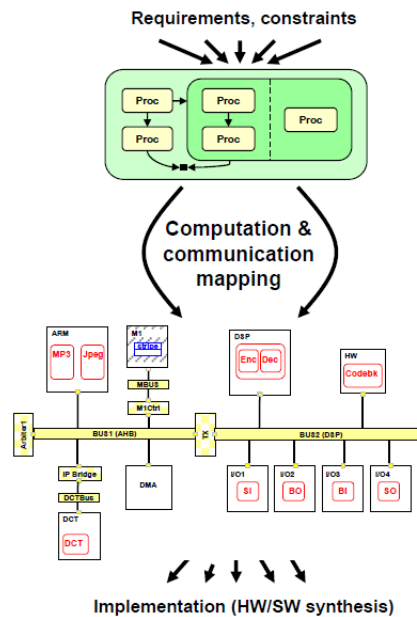 Requirements, constraints
Proc
Proc
Proc
Proc
Proc
Computation &
communication
mapping
ARM
MP3
Jpeg
M1
stripe
MBUS
M1Ctrl
DSP
Enc
Dec
HW
Codebk
Arbiter1
BUS1 (AHB)
TX
BUS2 (DSP)
IP Bridge
DCTBus
DCT
DCT
DMA
I/O1
SI
I/O2
BO
I/O3
BI
I/O4
SO
Implementation (HW/SW synthesis)